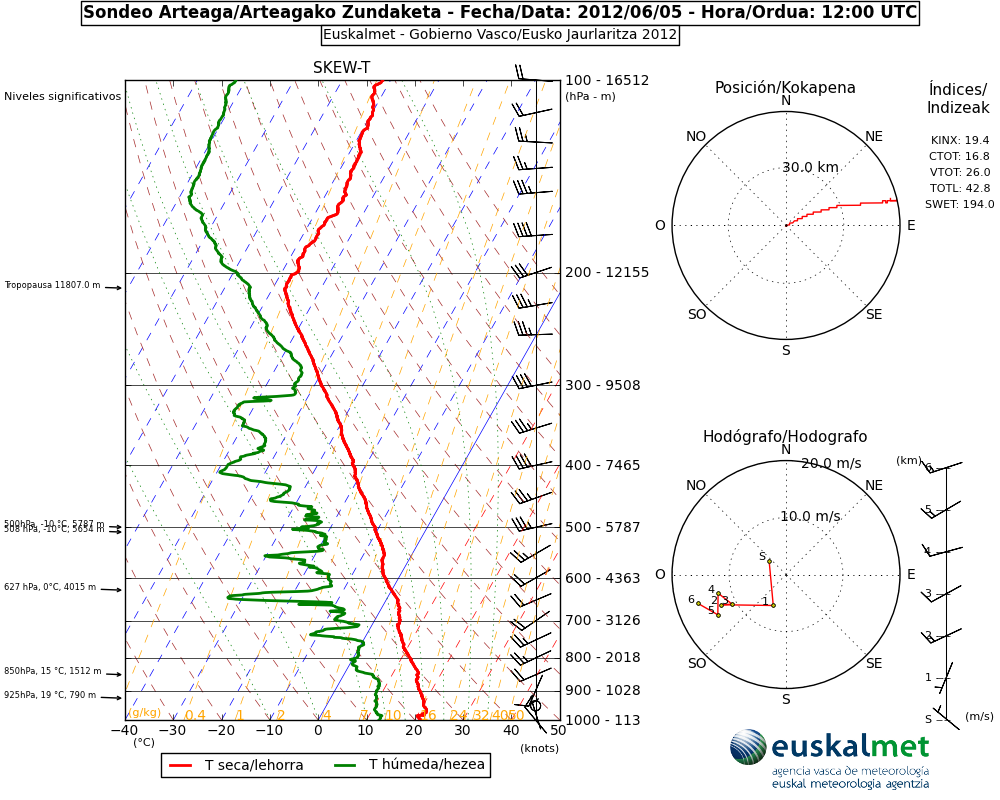 Sondeo Arteaga/Arteagako Zundaketa - Fecha/Data: 2012/06/05 - Hora/Ordua: 12:00 UTC
Euskalmet - Gobierno Vasco/Eusko Jaurlaritza 2012
SKEW-T
Niveles significativos
Tropopausa 11807.0 m
508 hPa, -10 °C, 5654 m
627 hPa, 0°C, 4015 m
850hPa, 15 °C, 1512 m
925hPa, 19 °C, 790 m
100 - 16512
(hPa - m)
200 - 12155
300 - 9508
400 - 7465
500 - 5787
600 - 4363
700 - 3126
800 - 2018
900 - 1028
1000 - 113
(g/kg) 0.4 1 2 4 10 16 24 32 40
−40 −30 −20 −10 0 10 20 30 40 50
(°C)
(knots)
T seca/lehorra T húmeda/hezea
Posición/Kokapena
N
NO NE
30.0 km
O E
SO SE
S
Índices/
Indizeak
KINX: 19.4
CTOT: 16.8
VTOT: 26.0
TOTL: 42.8
SWET: 194.0
Hodógrafo/Hodografo
N
20.0 m/s
NO NE
10.0 m/s
S
O E
4
6 2 3 1
5
SO SE
S
(km)
6
5
4
3
2
1
S
(m/s)
euskalmet
agencia vasca de meteorología
euskal meteorologia agentzia